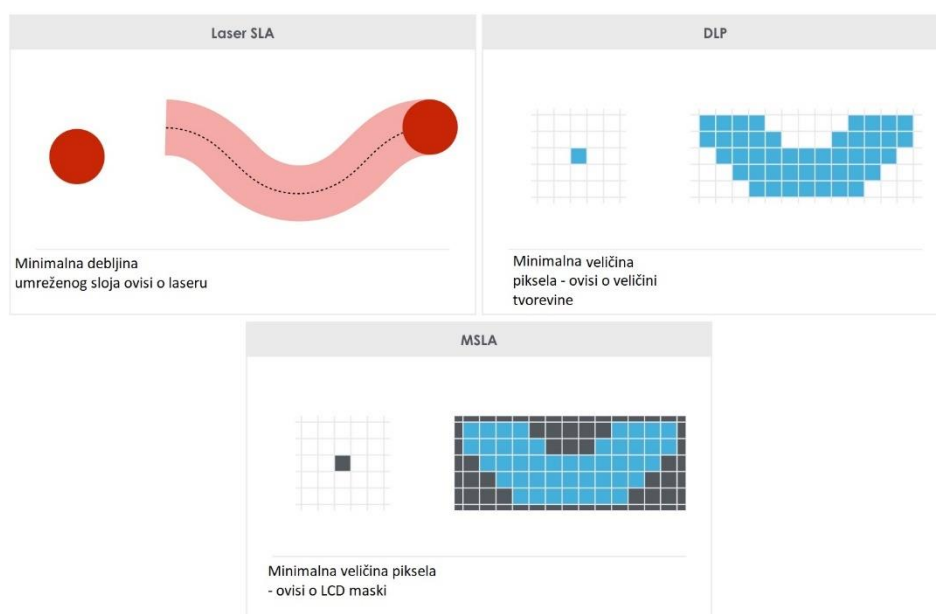 Laser SLA
Minimalna debljina
umreženog sloja ovisi o laseru
DLP
Minimalna veličina
piksela - ovisi o veličini
tvorevine
MSLA
Minimalna veličina piksela
- ovisi o LCD maski